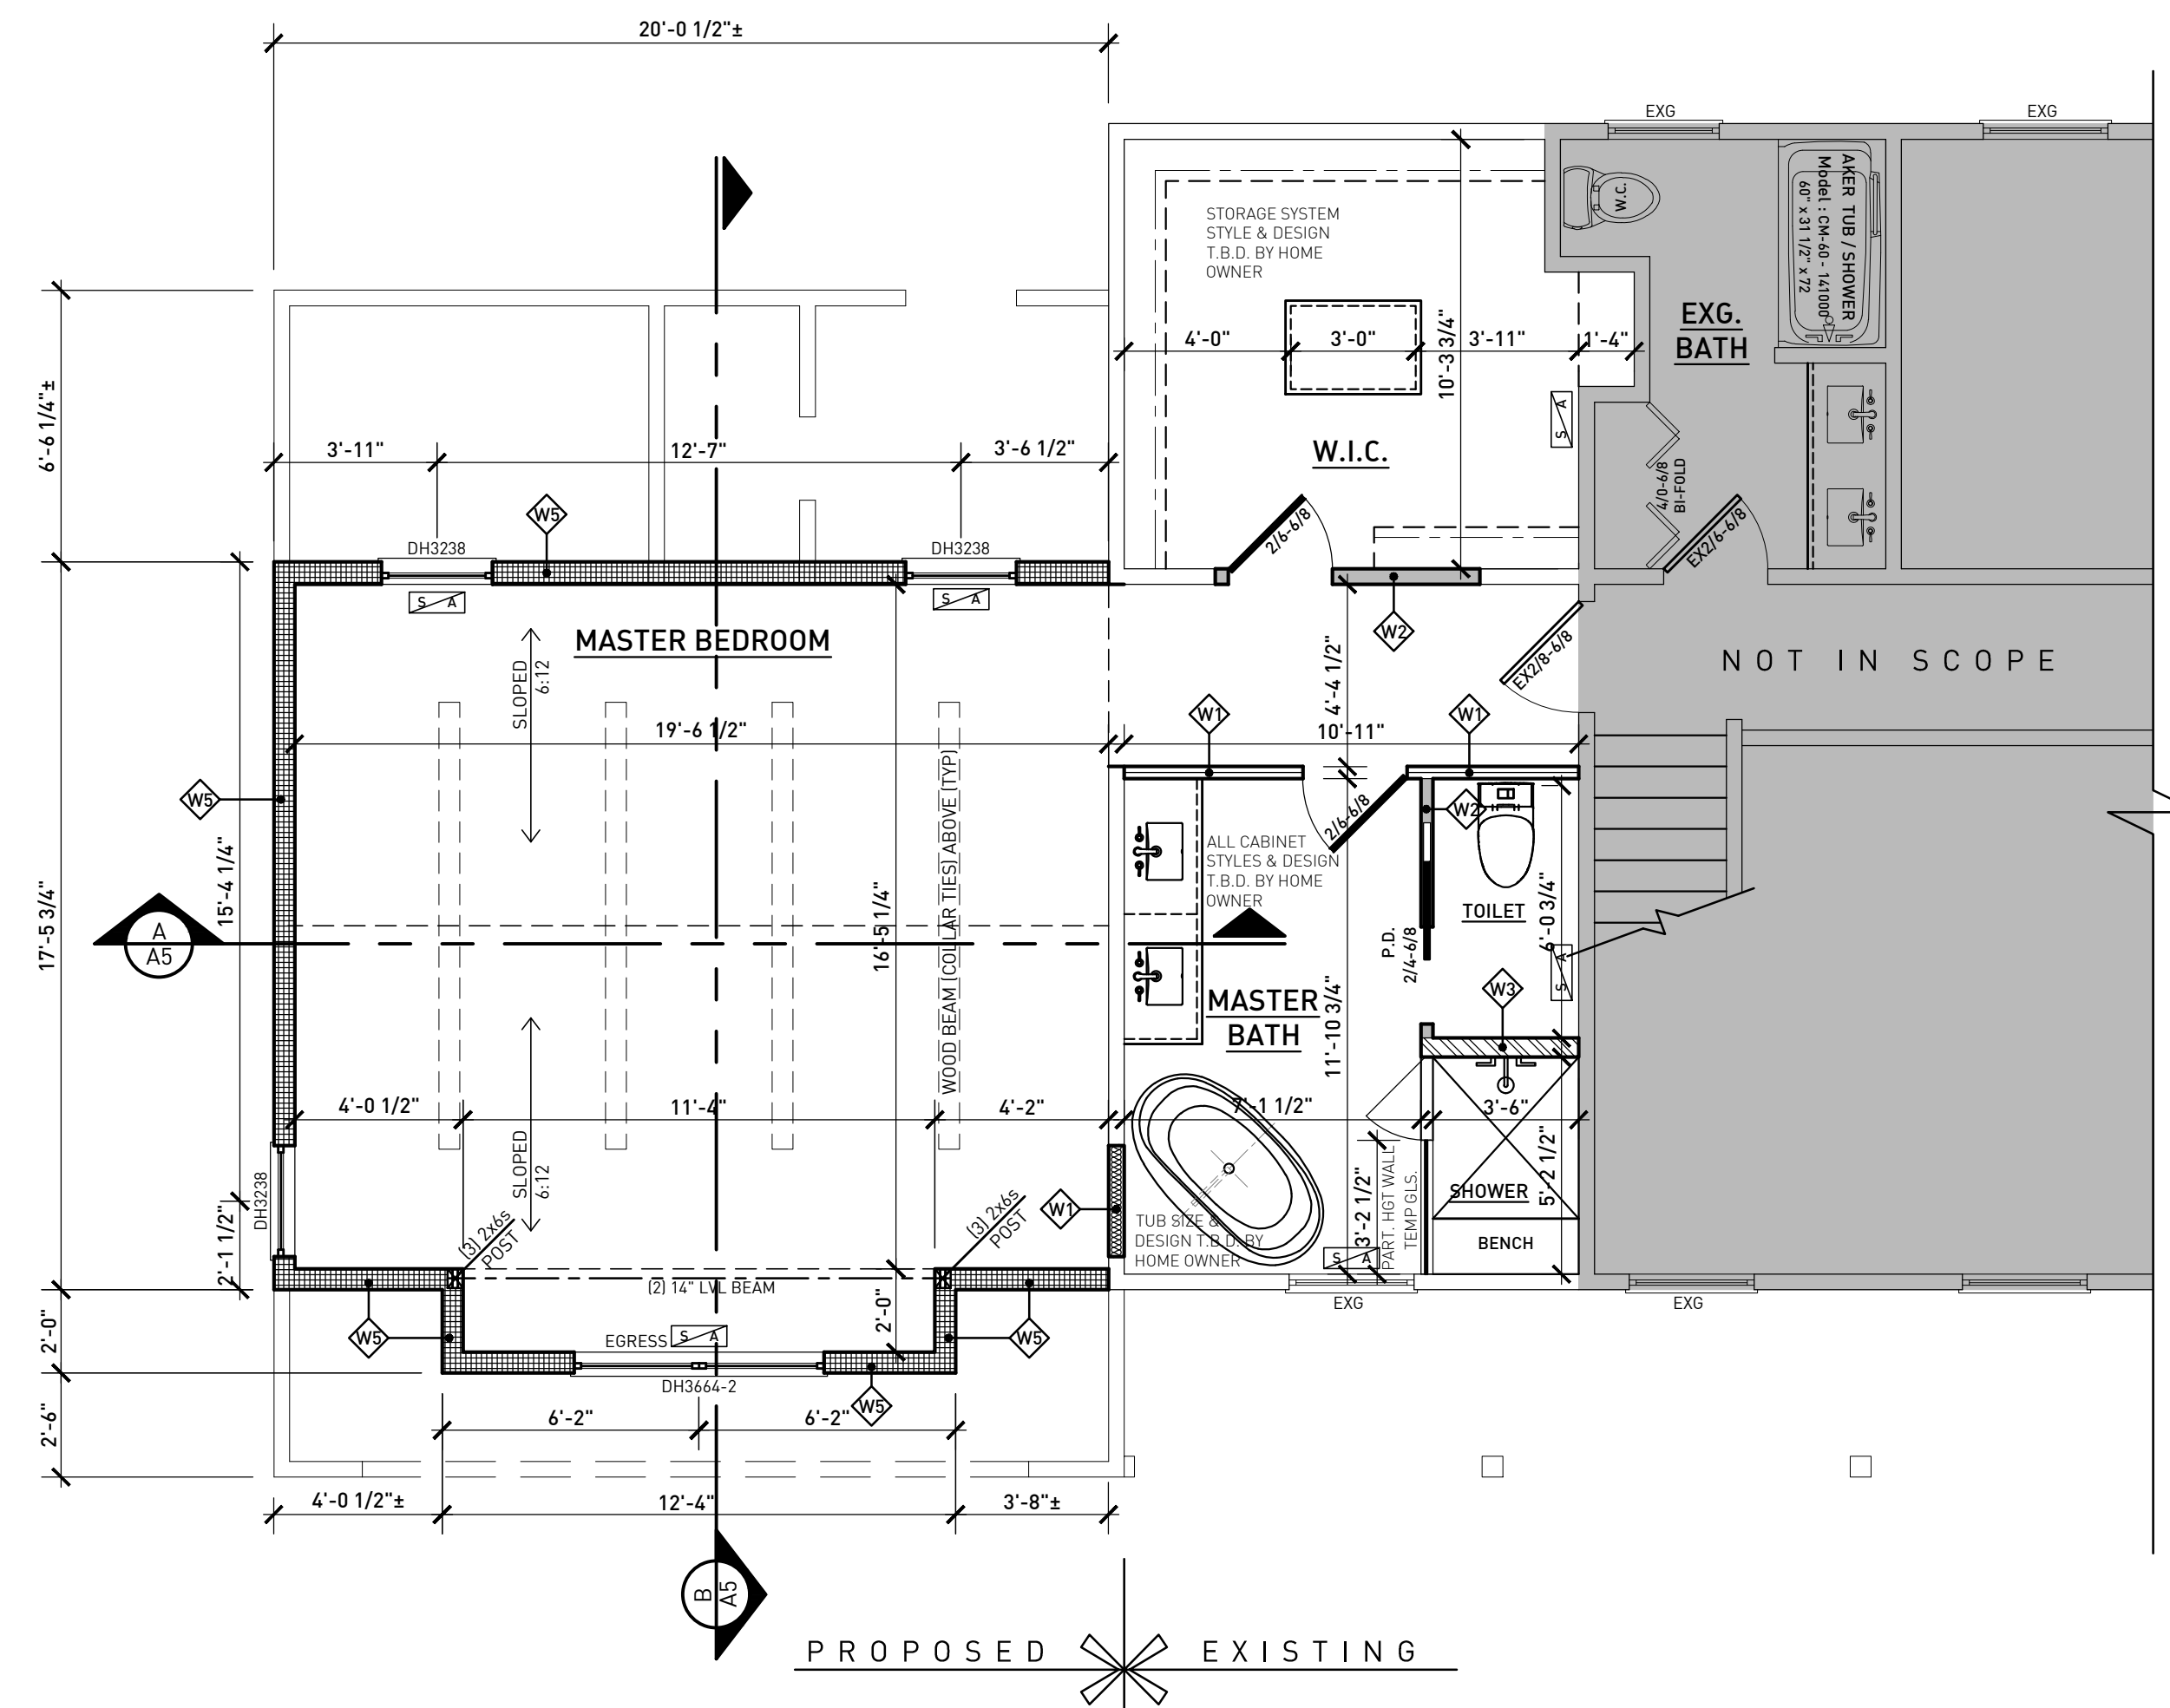 20'-0 1/2"±
EXG
EXG
STORAGE SYSTEM
STYLE & DESIGN
T.B.D. BY HOME
OWNER
W.C.
AKER TUB / SHOWER
Model : CM-60 - 141000
60" x 31 1/2" x 72
EXG.
BATH
4'-0"
3'-0"
3'-11"
1'-4"
10'-3 3/4"
S A
W.I.C.
6'-6 1/4"±
3'-11"
12'-7"
3'-6 1/2"
W5
DH3238
DH3238
2/6-6/8
4/0-6/8
BI-FOLD
EX2/6-6/8
S A
S A
W2
MASTER BEDROOM
SLOPED
6:12
4'-4 1/2"
EX2/8-6/8
NOT IN SCOPE
W1
W1
19'-6 1/2"
10'-11"
W5
15'-4 1/4"
17'-5 3/4"
A
A5
16'-5 1/4"
WOOD BEAM (COLLAR TIES) ABOVE (TYP)
2/6-6/8
W2
ALL CABINET
STYLES & DESIGN
T.B.D. BY HOME
OWNER
TOILET
6'-0 3/4"
P.D.
2/4-6/8
S A
W3
MASTER
BATH
11'-10 3/4"
4'-0 1/2"
11'-4"
4'-2"
7'-1 1/2"
3'-6"
SLOPED
6:12
DH3238
2'-1 1/2"
(3) 2x6s
POST
(3) 2x6s
POST
W1
TUB SIZE &
DESIGN T.B.D. BY
HOME OWNER
3'-2 1/2"
PART. HGT WALL
TEMP GLS.
SHOWER
5'-2 1/2"
BENCH
S A
EXG
EXG
(2) 14" LVL BEAM
2'-0"
W5
EGRESS
S A
2'-0"
W5
DH3664-2
W5
2'-6"
6'-2"
6'-2"
4'-0 1/2"±
12'-4"
3'-8"±
B
A5
PROPOSED
EXISTING